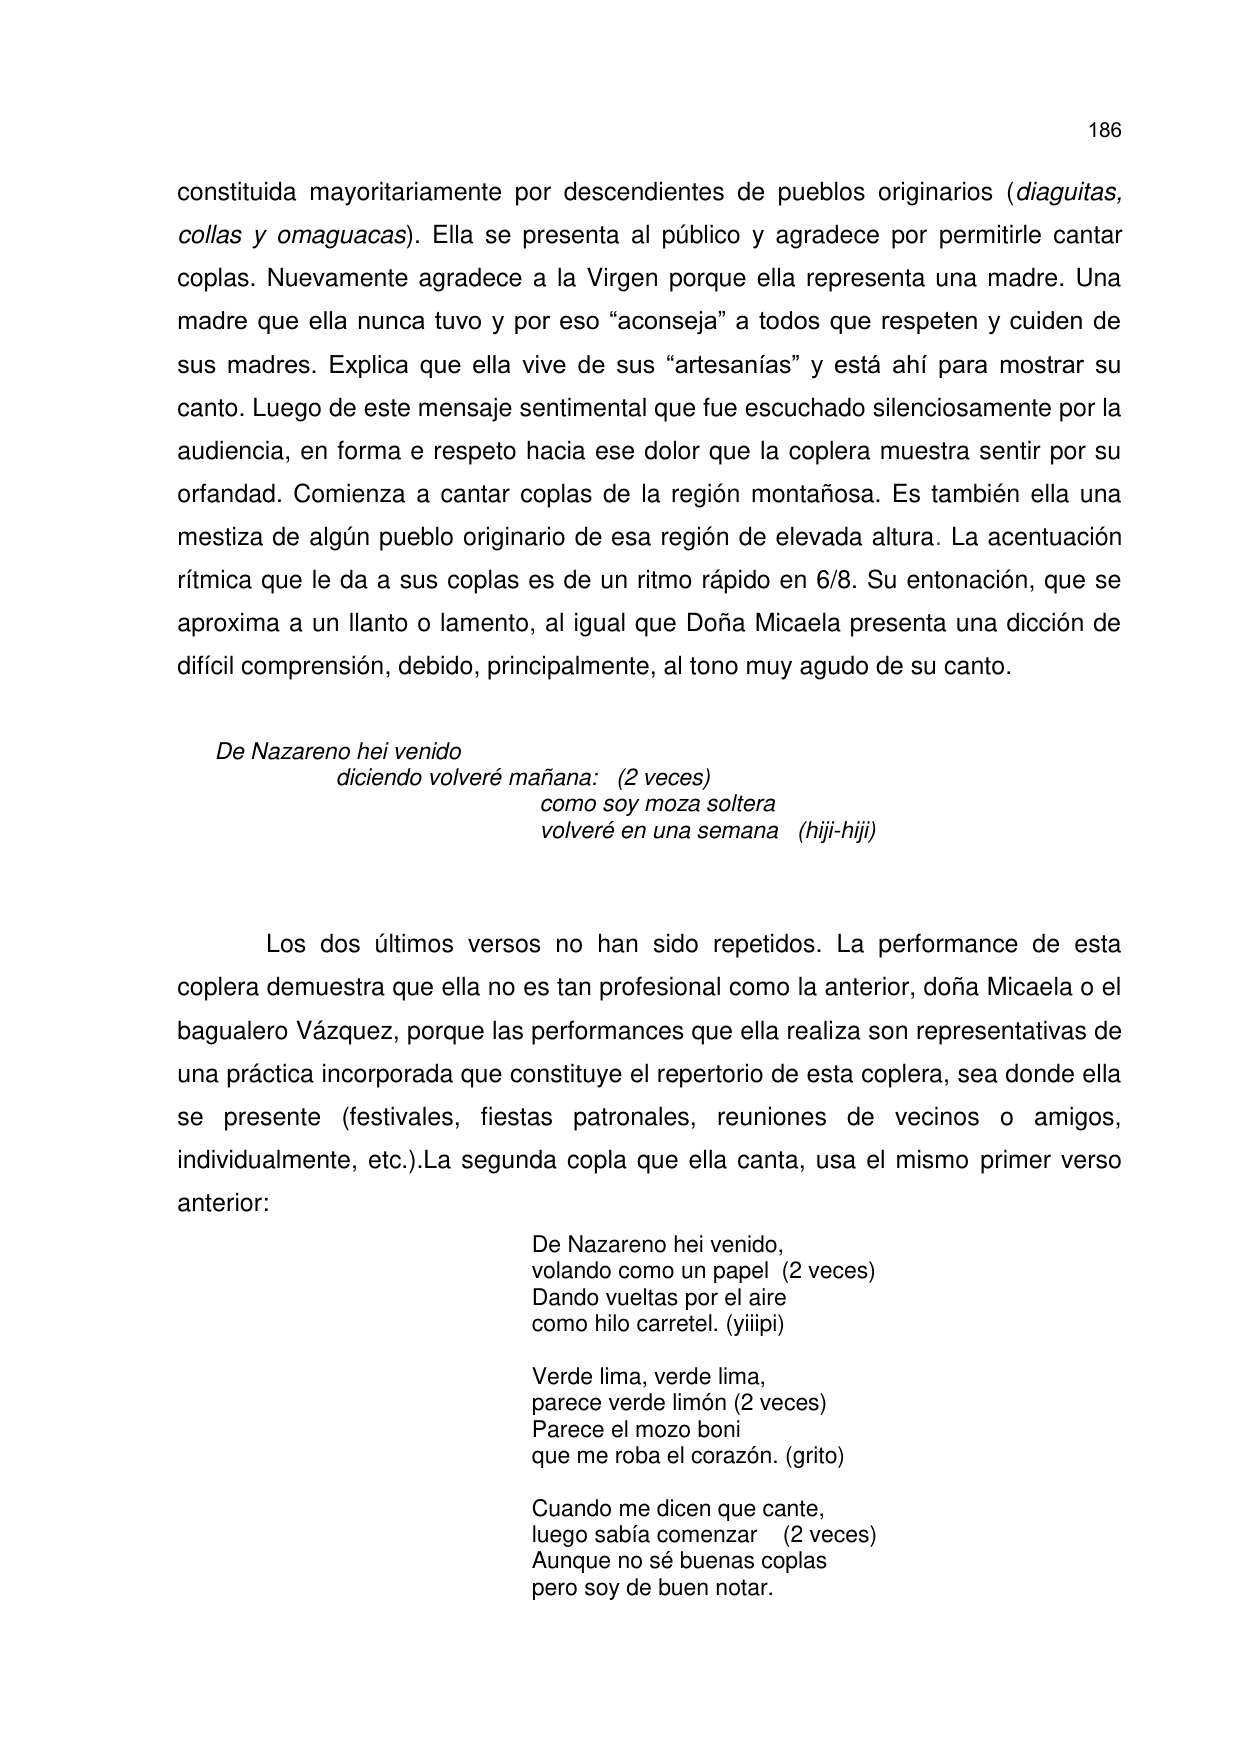 186
constituida mayoritariamente por descendientes de pueblos originarios (diaguitas,
collas y omaguacas). Ella se presenta al público y agradece por permitirle cantar
coplas. Nuevamente agradece a la Virgen porque ella representa una madre. Una
madre que ella nunca tuvo y por eso “aconseja” a todos que respeten y cuiden de
sus madres. Explica que ella vive de sus “artesanías” y está ahí para mostrar su
canto. Luego de este mensaje sentimental que fue escuchado silenciosamente por la
audiencia, en forma e respeto hacia ese dolor que la coplera muestra sentir por su
orfandad. Comienza a cantar coplas de la región montañosa. Es también ella una
mestiza de algún pueblo originario de esa región de elevada altura. La acentuación
rítmica que le da a sus coplas es de un ritmo rápido en 6/8. Su entonación, que se
aproxima a un llanto o lamento, al igual que Doña Micaela presenta una dicción de
difícil comprensión, debido, principalmente, al tono muy agudo de su canto.
De Nazareno hei venido
diciendo volveré mañana: (2 veces)
como soy moza soltera
volveré en una semana (hiji-hiji)
Los dos últimos versos no han sido repetidos. La performance de esta
coplera demuestra que ella no es tan profesional como la anterior, doña Micaela o el
bagualero Vázquez, porque las performances que ella realiza son representativas de
una práctica incorporada que constituye el repertorio de esta coplera, sea donde ella
se presente (festivales, fiestas patronales, reuniones de vecinos o amigos,
individualmente, etc.).La segunda copla que ella canta, usa el mismo primer verso
anterior:
De Nazareno hei venido,
volando como un papel (2 veces)
Dando vueltas por el aire
como hilo carretel. (yiiipi)
Verde lima, verde lima,
parece verde limón (2 veces)
Parece el mozo boni
que me roba el corazón. (grito)
Cuando me dicen que cante,
luego sabía comenzar (2 veces)
Aunque no sé buenas coplas
pero soy de buen notar.